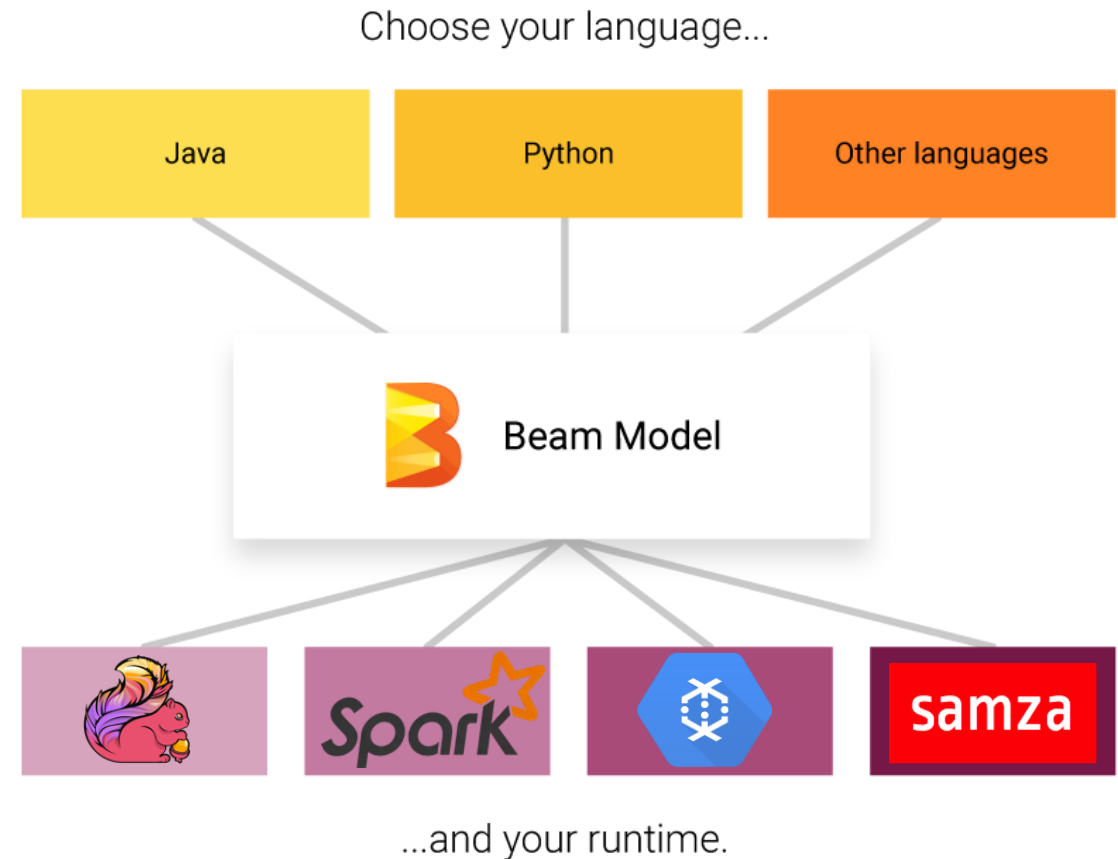 Choose your language...
Java
Python
Other languages
Beam Model
Spark
samza
...and your runtime.